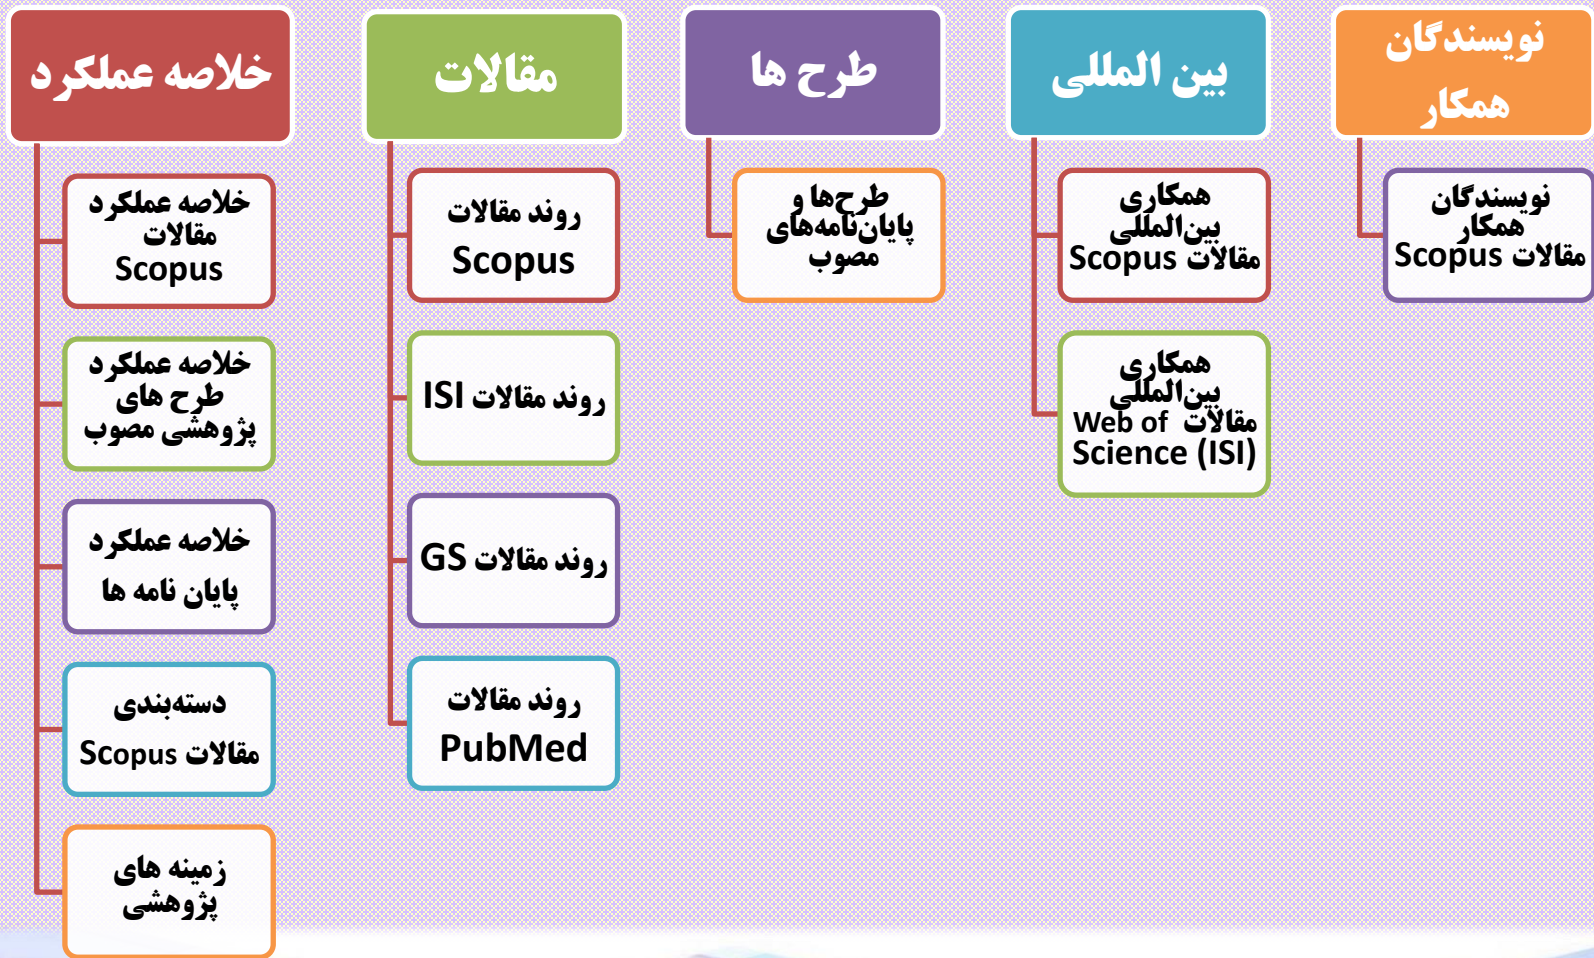 خلاصه عملکرد
خلاصه عملکرد
مقالات
Scopus
خلاصه عملکرد
طرح های
پژوهشی مصوب
خلاصه عملکرد
پایان نامه ها
دسته‌بندی
مقالات Scopus
زمینه های
پژوهشی
مقالات
روند مقالات
Scopus
روند مقالات ISI
روند مقالات GS
روند مقالات
PubMed
طرح ها
طرح‌ها و
پایان‌نامه‌های
مصوب
بین المللی
همکاری
بین‌المللی
مقالات Scopus
همکاری
بین‌المللی
مقالات Web of
Science (ISI)
نویسندگان
همکار
نویسندگان
همکار
مقالات Scopus